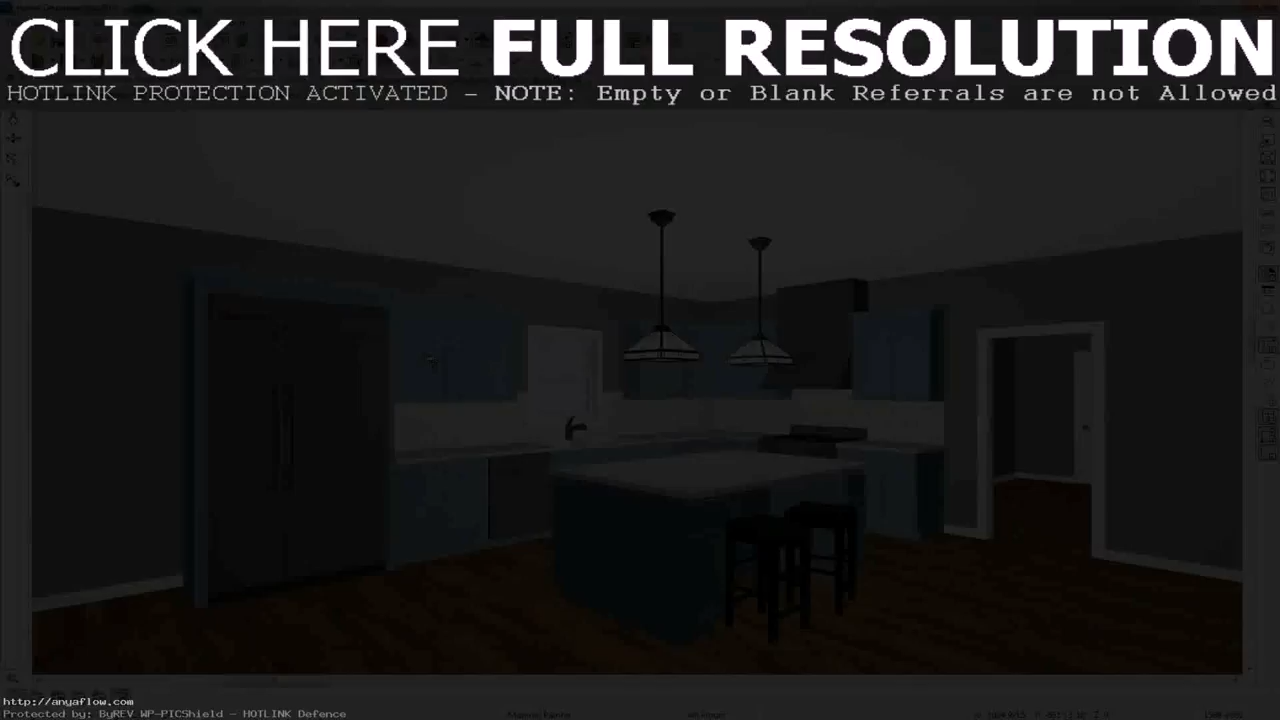 CLICK HERE FULL RESOLUTION
HOTLINK PROTECTION ACTIVATED - NOTE: Empty or Blank Referrals are not Allowed
http://anyaflow.com
Protected by: ByREV WP-PICShield - HOTLINK Defence